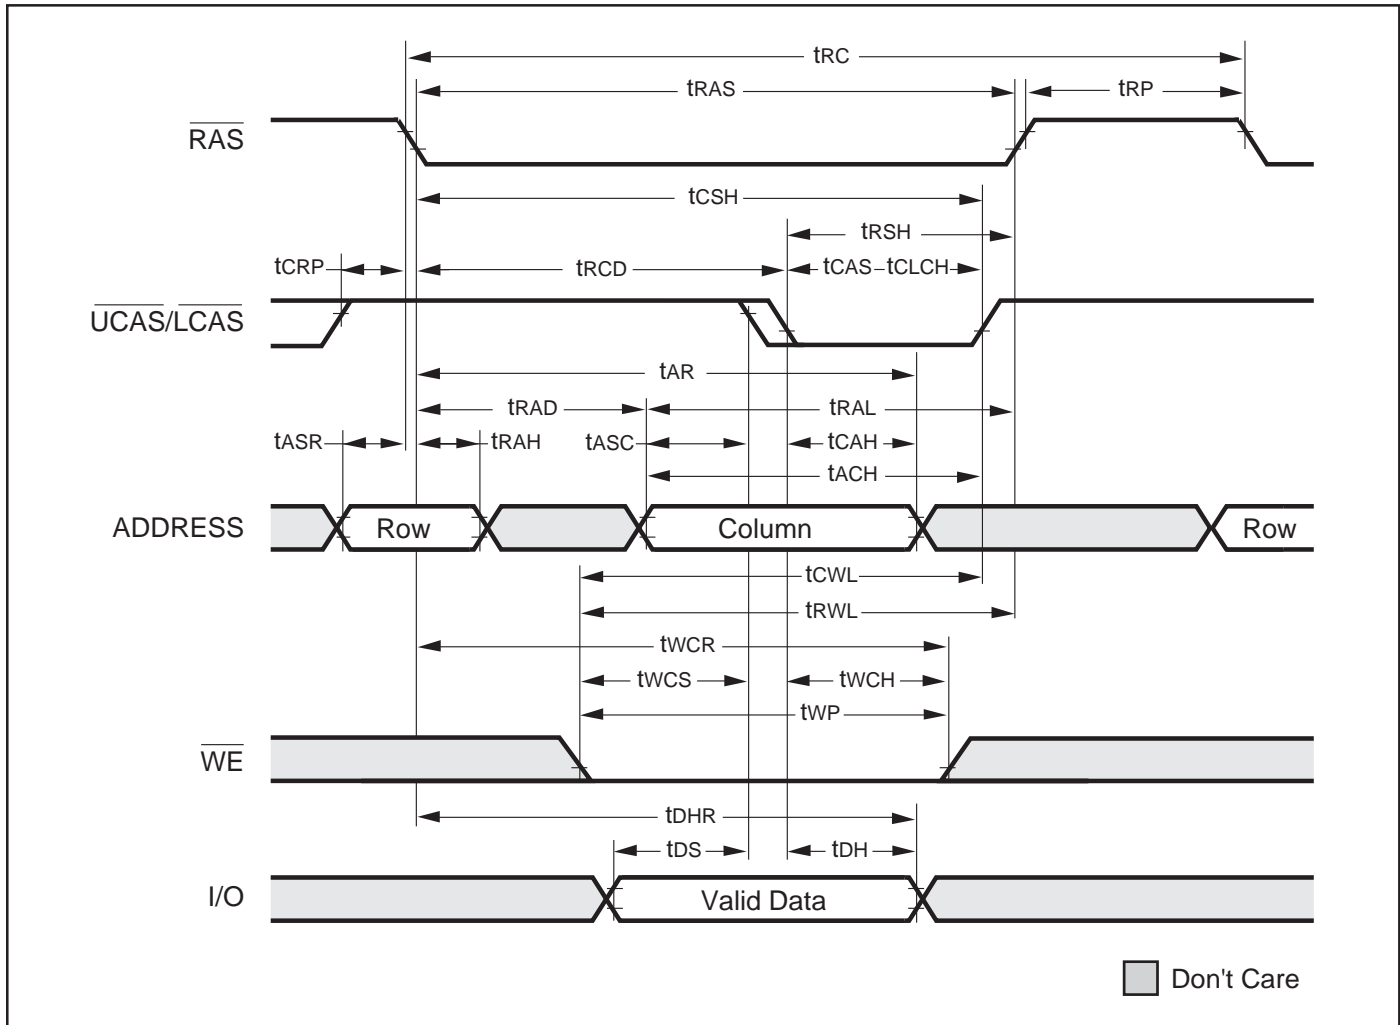 tRC
tRAS
tRP
RAS
tCSH
tRSH
tCRP
tRCD
tCAS–tCLCH
UCAS/LCAS
tAR
tRAD
tRAL
tASR
tRAH
tASC
tCAH
tACH
ADDRESS
Row
Column
Row
tCWL
tRWL
tWCR
tWCS
tWCH
tWP
WE
tDHR
tDS
tDH
I/O
Valid Data
Don't Care